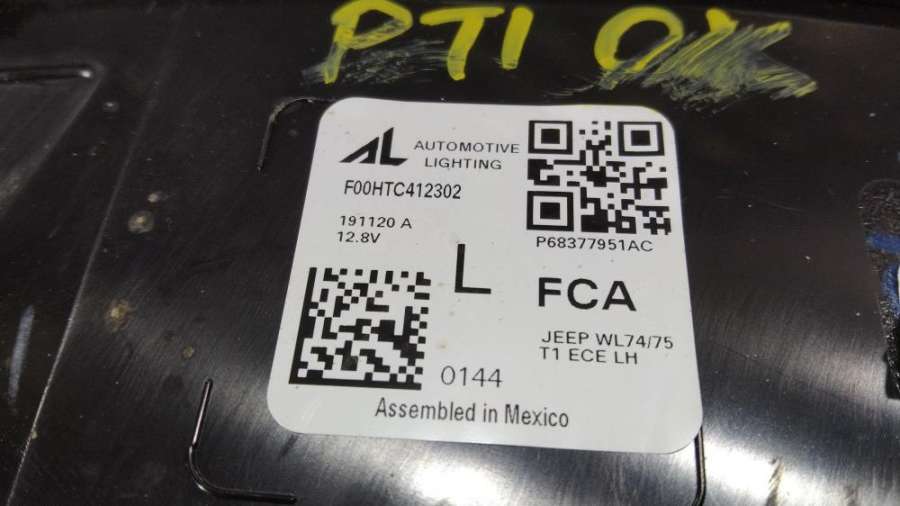 PTI OK
AL AUTOMOTIVE
LIGHTING
F00HTC412302
191120 A
12.8V
P68377951AC
L
FCA
JEEP WL74/75
T1 ECE LH
0144
Assembled in Mexico